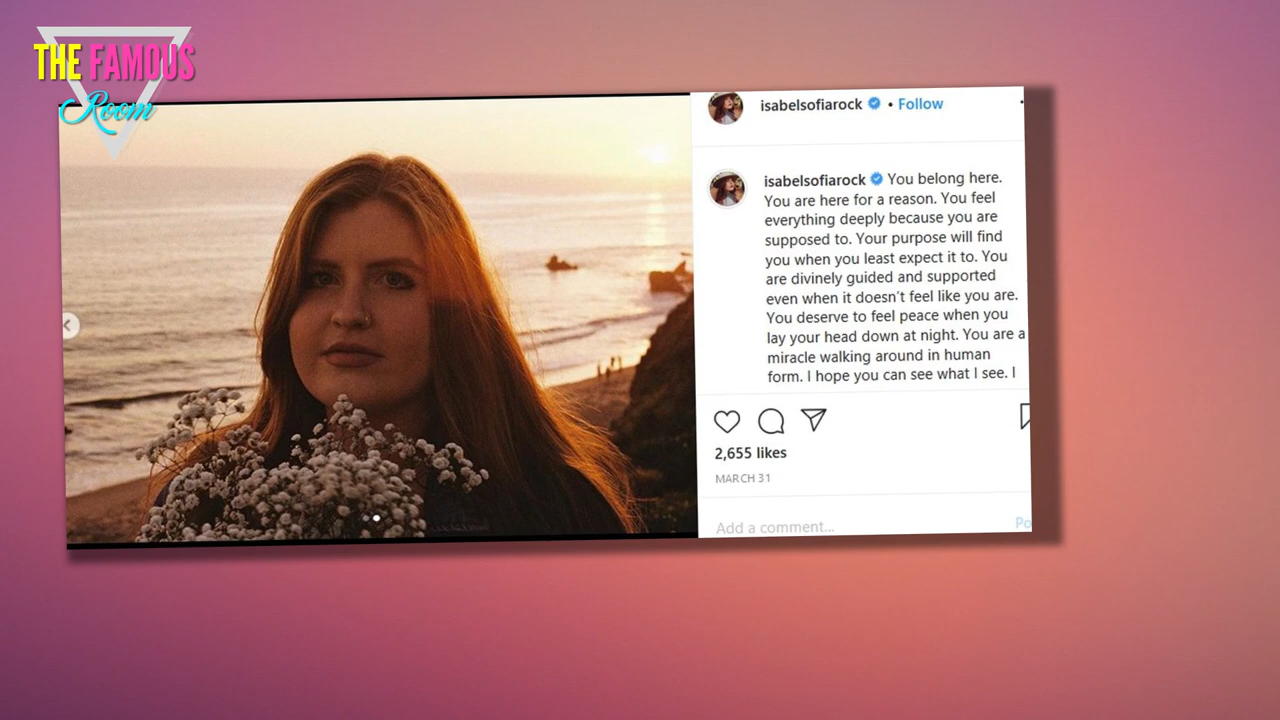 THE FAMOUS
Room
isabelsofiarock • Follow
isabelsofiarock You belong here.
You are here for a reason. You feel
everything deeply because you are
supposed to. Your purpose will find
you when you least expect it to. You
are divinely guided and supported
even when it doesn't feel like you are.
You deserve to feel peace when you
lay your head down at night. You are a
miracle walking around in human
form. I hope you can see what I see. I
2,655 likes
MARCH 31
Add a comment...
Po